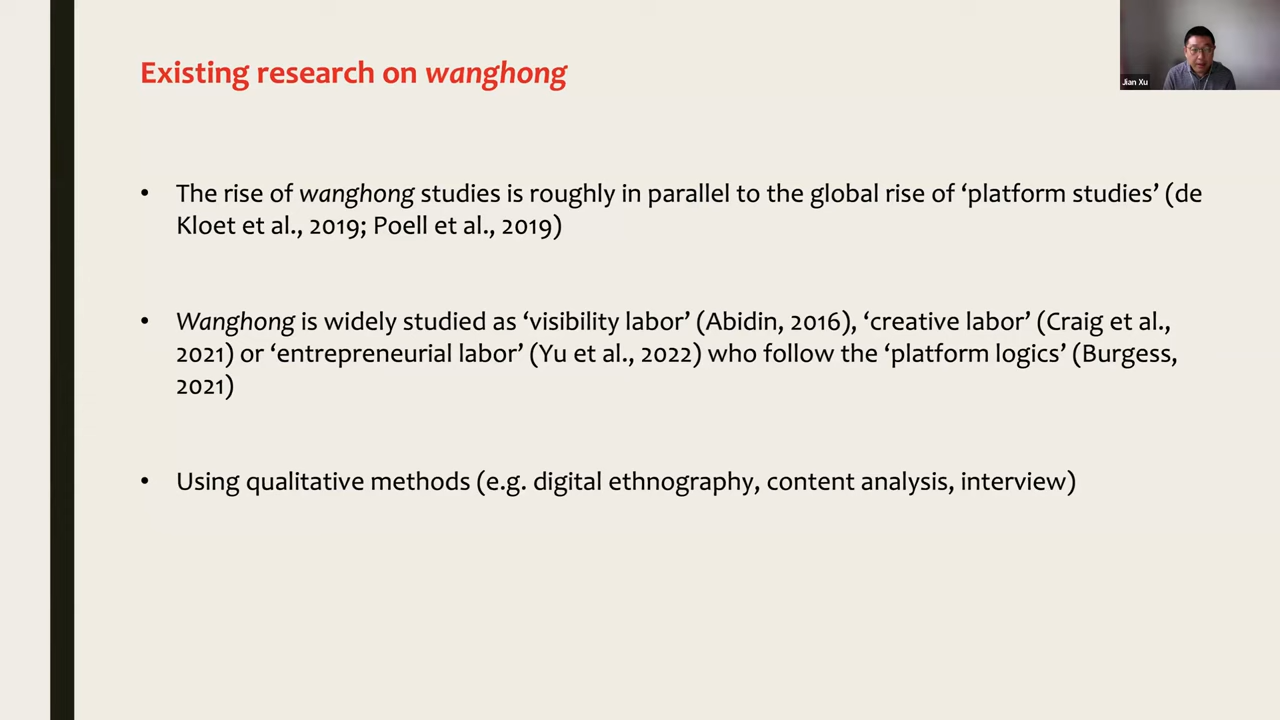 Existing research on wanghong
Jian Xu
• The rise of wanghong studies is roughly in parallel to the global rise of ‘platform studies’ (de
Kloet et al., 2019; Poell et al., 2019)
• Wanghong is widely studied as ‘visibility labor’ (Abidin, 2016), ‘creative labor’ (Craig et al.,
2021) or ‘entrepreneurial labor’ (Yu et al., 2022) who follow the ‘platform logics’ (Burgess,
2021)
• Using qualitative methods (e.g. digital ethnography, content analysis, interview)